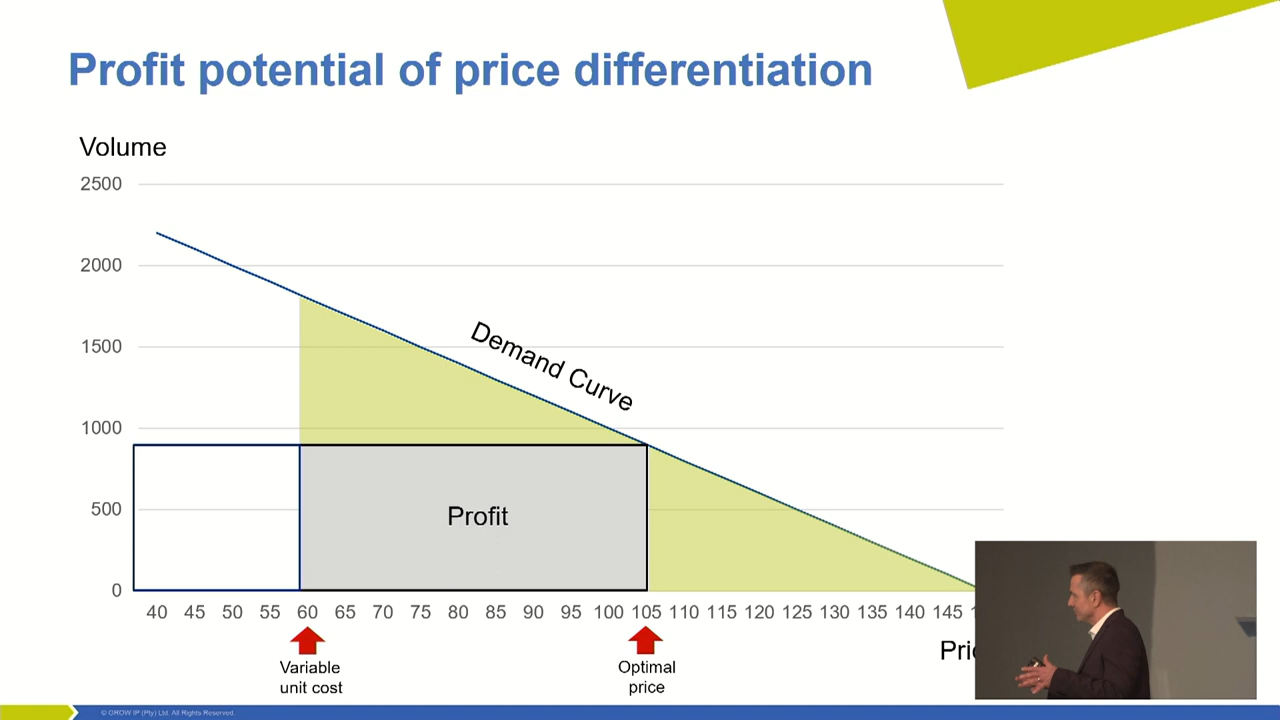 Profit potential of price differentiation
Volume
2500
2000
1500
1000
500
0
Demand Curve
Profit
40 45 50 55 60 65 70 75 80 85 90 95 100 105 110 115 120 125 130 135 140 145
Variable
unit cost
Optimal
price
© GROW IP (Pty) Ltd. All Rights Reserved.